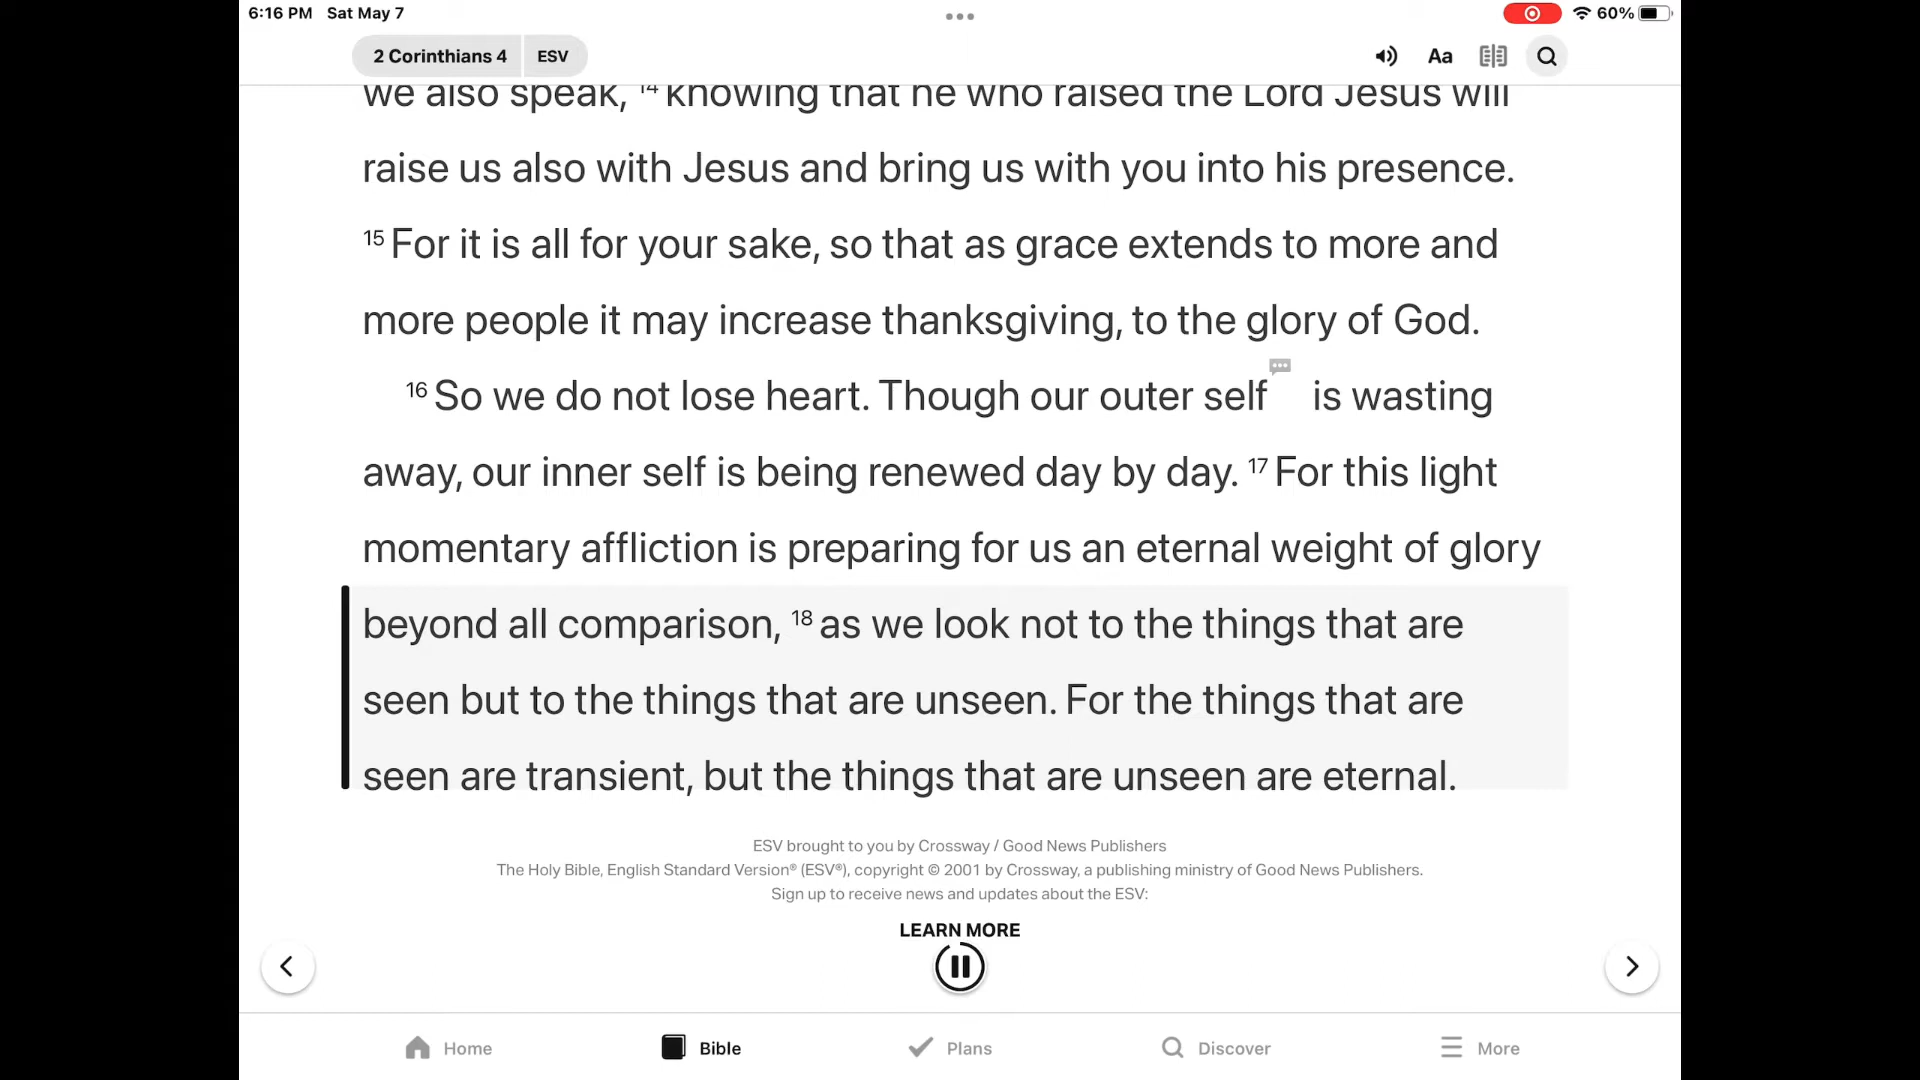 6:16 PM Sat May 7
60%
2 Corinthians 4 ESV
Aa
we also speak, 14 knowing that he who raised the Lord Jesus will
raise us also with Jesus and bring us with you into his presence.
15 For it is all for your sake, so that as grace extends to more and
more people it may increase thanksgiving, to the glory of God.
16 So we do not lose heart. Though our outer self is wasting
away, our inner self is being renewed day by day. 17 For this light
momentary affliction is preparing for us an eternal weight of glory
beyond all comparison, 18 as we look not to the things that are
seen but to the things that are unseen. For the things that are
seen are transient, but the things that are unseen are eternal.
ESV brought to you by Crossway / Good News Publishers
The Holy Bible, English Standard Version® (ESV®), copyright © 2001 by Crossway, a publishing ministry of Good News Publishers.
Sign up to receive news and updates about the ESV:
LEARN MORE
Home Bible Plans Discover More